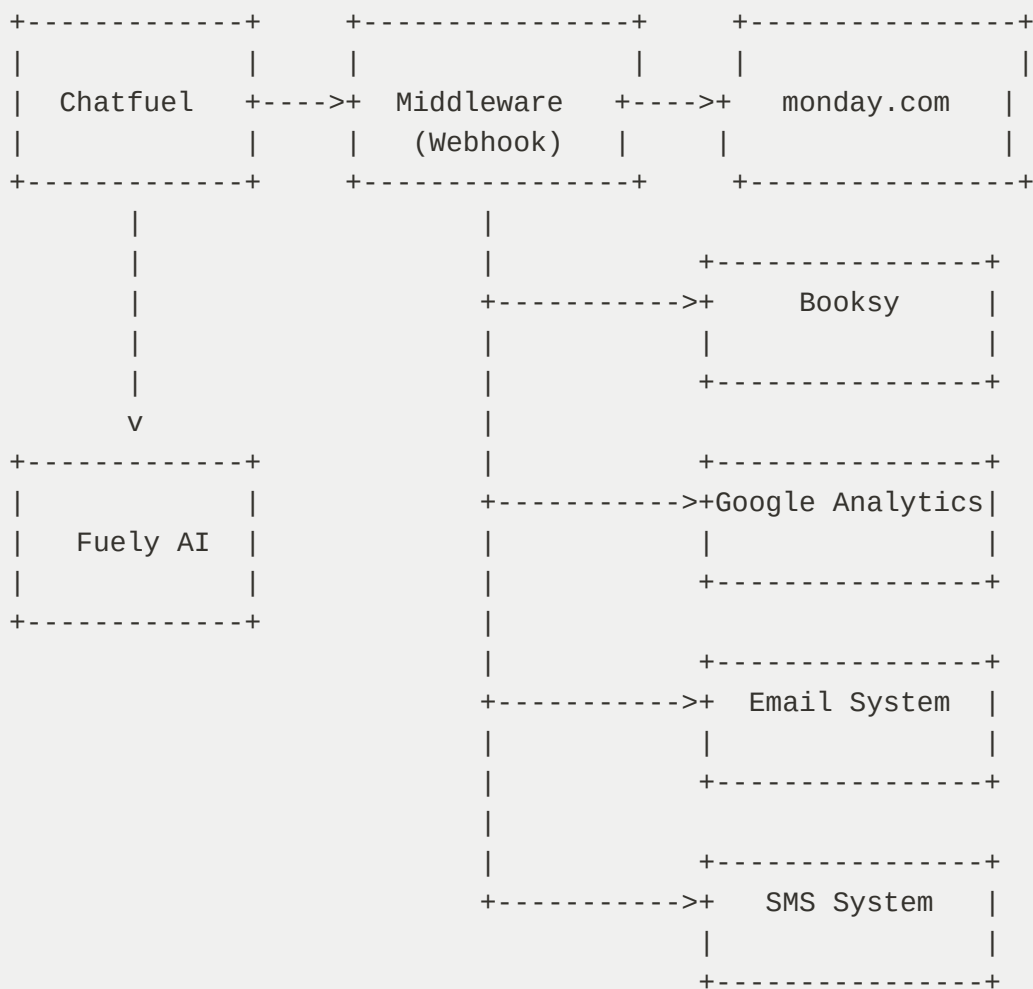 Chatfuel
Middleware
(Webhook)
monday.com
Booksy
Fuely AI
Google Analytics
Email System
SMS System